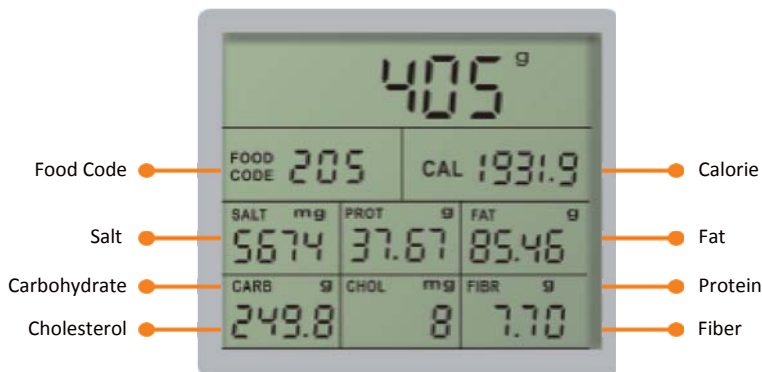 405 g
Food Code
FOOD CODE 205
CAL 1931.9
Calorie
Salt
SALT mg 5674
PROT g 37.67
FAT g 85.46
Fat
Carbohydrate
CARB g 249.8
CHOL mg 8
FIBR g 7.70
Protein
Cholesterol
Fiber